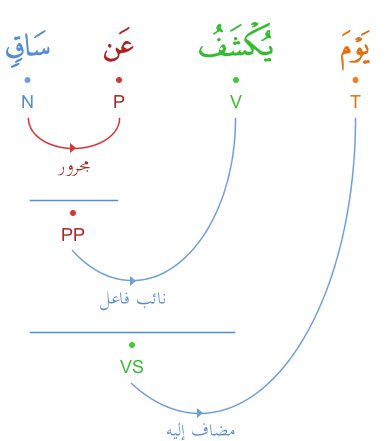 يَوْمَ يُكْشَفُ عَن سَاقٍ
T V P N
مجرور
PP
نائب فاعل
VS
مضاف إليه